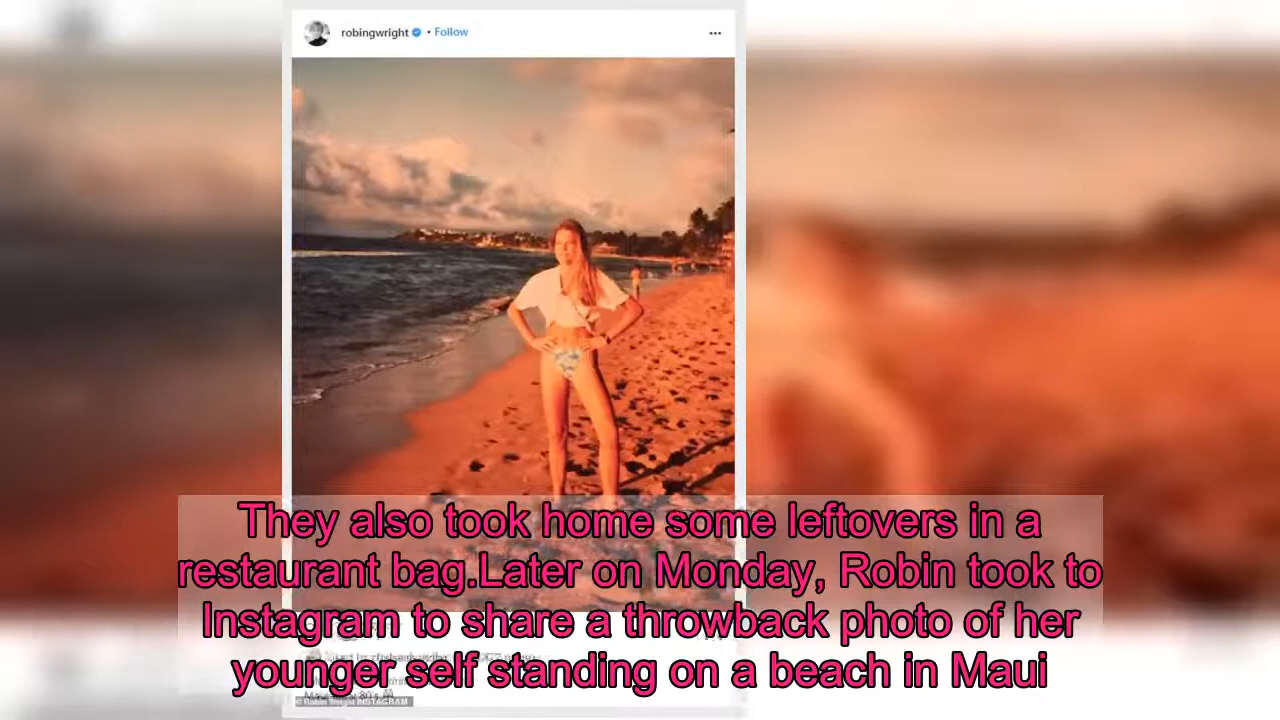 robingwright • Follow
They also took home some leftovers in a
restaurant bag.Later on Monday, Robin took to
Instagram to share a throwback photo of her
younger self standing on a beach in Maui